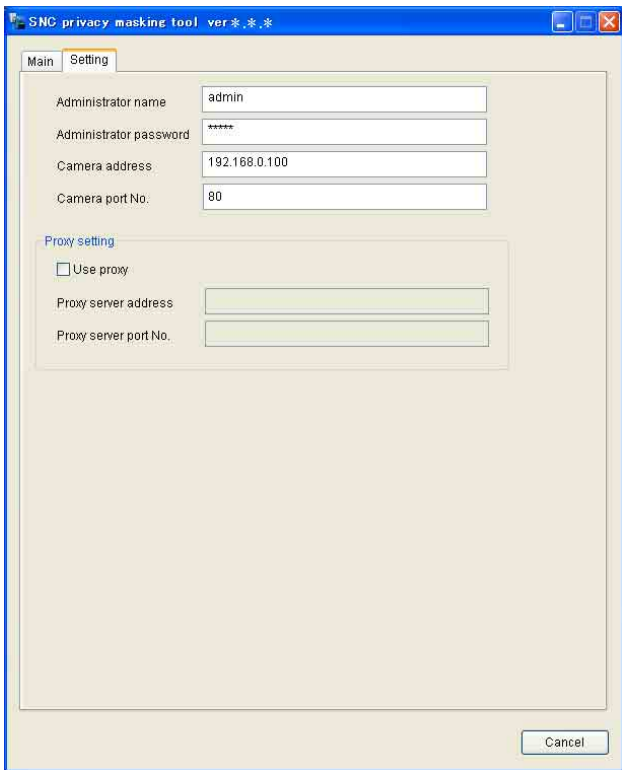 SNC privacy masking tool ver*.*.*
Main Setting
Administrator name admin
Administrator password *****
Camera address 192.168.0.100
Camera port No. 80
Proxy setting
Use proxy
Proxy server address
Proxy server port No.
Cancel